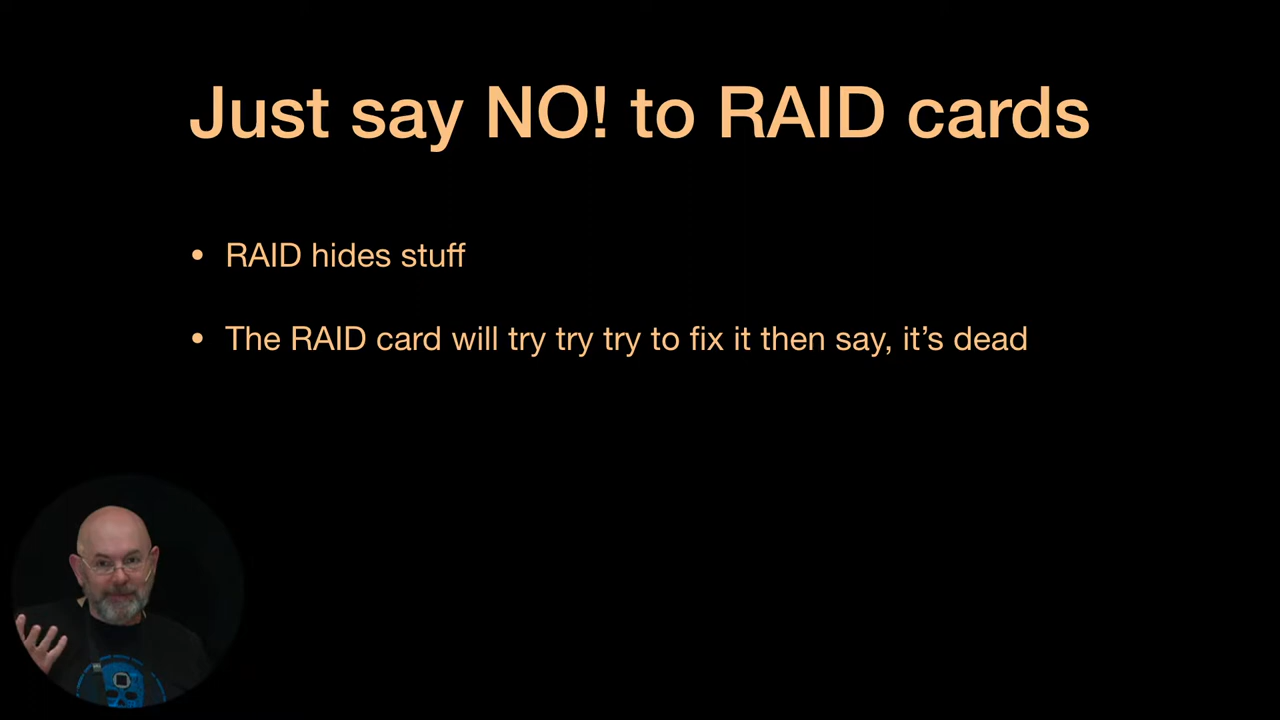 Just say NO! to RAID cards
• RAID hides stuff
• The RAID card will try try try to fix it then say, it’s dead